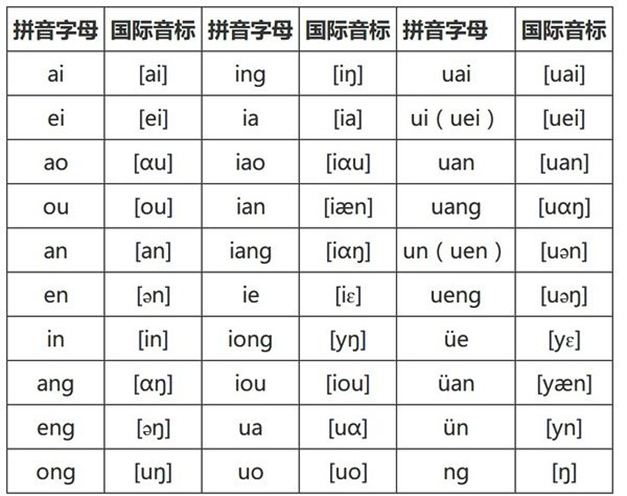 拼音字母 国际音标 拼音字母 国际音标 拼音字母 国际音标
ai [ai] ing [iŋ] uai [uai]
ei [ei] ia [ia] ui（uei） [uei]
ao [ɑu] iao [iɑu] uan [uan]
ou [ou] ian [iæn] uang [uɑŋ]
an [an] iang [iɑŋ] un（uen） [uən]
en [ən] ie [iɛ] ueng [uəŋ]
in [in] iong [yŋ] üe [yɛ]
ang [ɑŋ] iou [iou] üan [yæn]
eng [əŋ] ua [uɑ] ün [yn]
ong [uŋ] uo [uo] ng [ŋ]